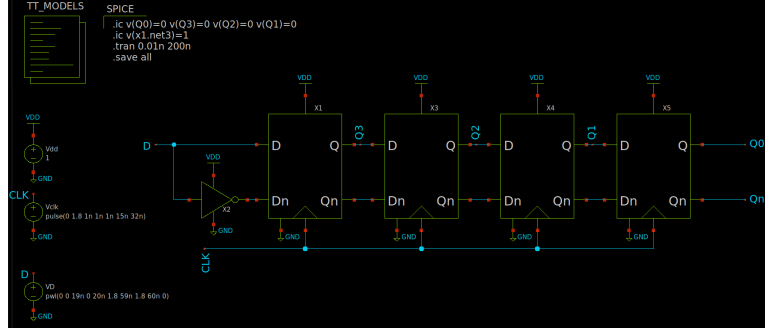 TT_MODELS
SPICE
.ic v(Q0)=0 v(Q3)=0 v(Q2)=0 v(Q1)=0
.ic v(x1.net3)=1
.tran 0.01n 200n
.save all
VDD
VDD
VDD
VDD
X1
X3
X4
X5
VDD
Q3
Q2
Q1
D
D
Q
D
Q
D
Q
D
Q
Q0
Vdd
1
VDD
GND
Dn
Qn
Dn
Qn
Dn
Qn
Dn
Qn
Qn
CLK
X2
Vclk
pulse(0 1.8 1n 1n 1n 15n 32n)
GND
GND
GND
GND
GND
GND
CLK
D
VD
pwl(0 0 19n 0 20n 1.8 59n 1.8 60n 0)
GND